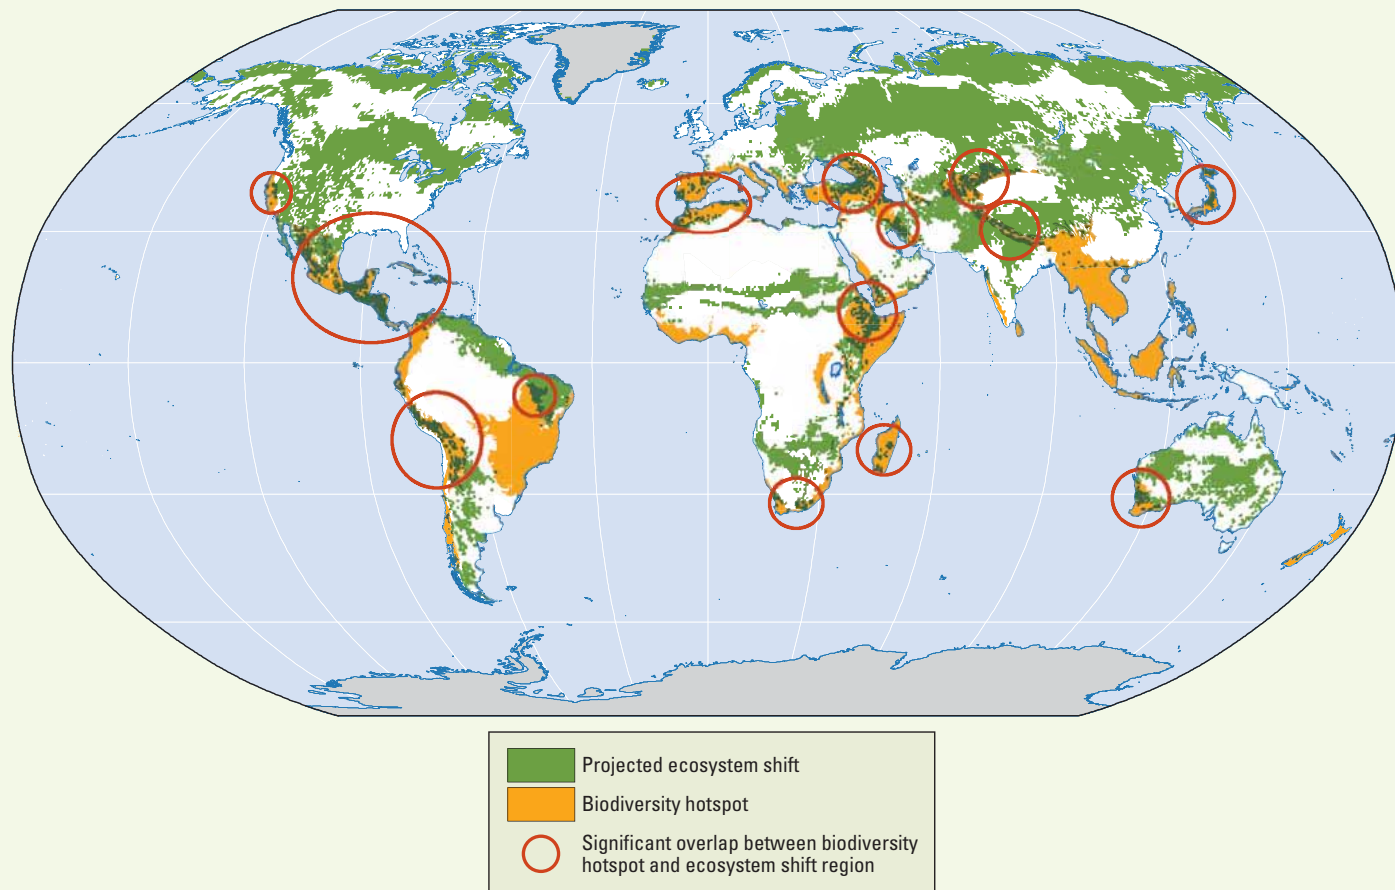 Projected ecosystem shift
Biodiversity hotspot
Significant overlap between biodiversity
hotspot and ecosystem shift region